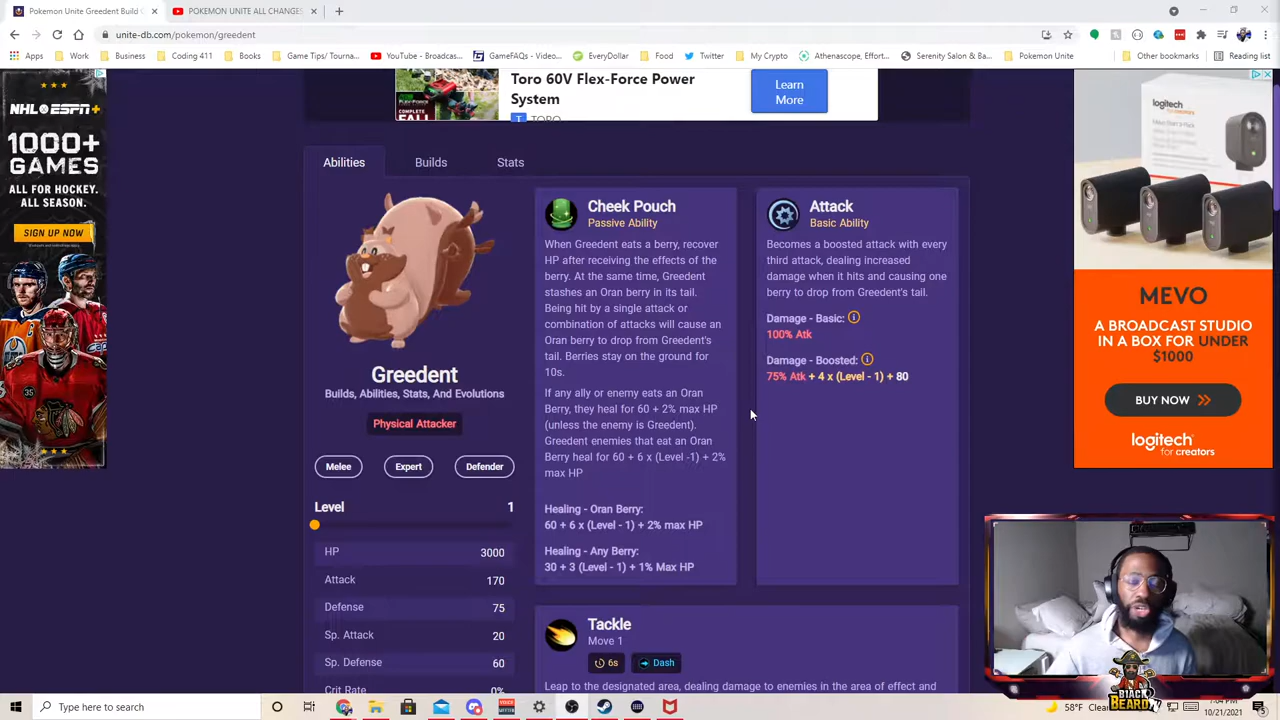 Pokemon Unite Greedent Build G
POKEMON UNITE ALL CHANGES
unite-db.com/pokemon/greedent
Apps
Work
Business
Coding 411
Books
Game Tips/ Tourna...
YouTube - Broadcas...
GameFAQs - Video...
EveryDollar
Food
Twitter
My Crypto
Athenascope, Effort...
Serenity Salon & Ba...
Pokemon Unite
Other bookmarks
Reading list
NHL ON ESPN+
1000+
GAMES
ALL FOR HOCKEY.
ALL SEASON.
SIGN UP NOW
Toro 60V Flex-Force Power
System
TORO
Learn
More
Abilities
Builds
Stats
Greedent
Builds, Abilities, Stats, And Evolutions
Physical Attacker
Melee
Expert
Defender
Level 1
HP 3000
Attack 170
Defense 75
Sp. Attack 20
Sp. Defense 60
Crit Rate 0%
Cheek Pouch
Passive Ability
When Greedent eats a berry, recover
HP after receiving the effects of the
berry. At the same time, Greedent
stashes an Oran berry in its tail.
Being hit by a single attack or
combination of attacks will cause an
Oran berry to drop from Greedent's
tail. Berries stay on the ground for
10s.
If any ally or enemy eats an Oran
Berry, they heal for 60 + 2% max HP
(unless the enemy is Greedent).
Greedent enemies that eat an Oran
Berry heal for 60 + 6 x (Level -1) + 2%
max HP
Healing - Oran Berry:
60 + 6 x (Level - 1) + 2% max HP
Healing - Any Berry:
30 + 3 (Level - 1) + 1% Max HP
Attack
Basic Ability
Becomes a boosted attack with every
third attack, dealing increased
damage when it hits and causing one
berry to drop from Greedent's tail.
Damage - Basic:
100% Atk
Damage - Boosted:
75% Atk + 4 x (Level - 1) + 80
Tackle
Move 1
6s
Dash
Leap to the designated area, dealing damage to enemies in the area of effect and
logitech
MEVO
A BROADCAST STUDIO
IN A BOX FOR UNDER
$1000
BUY NOW
logitech
for creators
BLACK
BEARD
Type here to search
58°F Clear
7:04 PM
10/21/2021